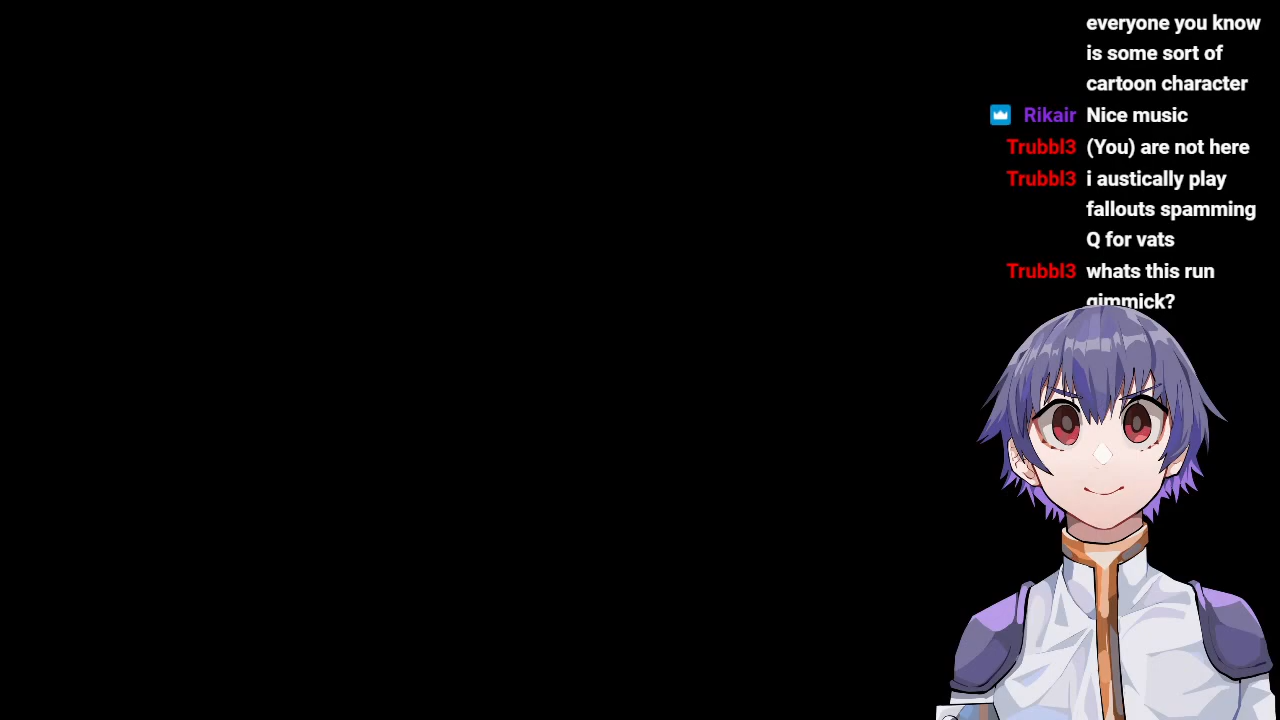 everyone you know
is some sort of
cartoon character
Rikair Nice music
Trubbl3 (You) are not here
Trubbl3 i austically play
fallouts spamming
Q for vats
Trubbl3 whats this run
gimmick?